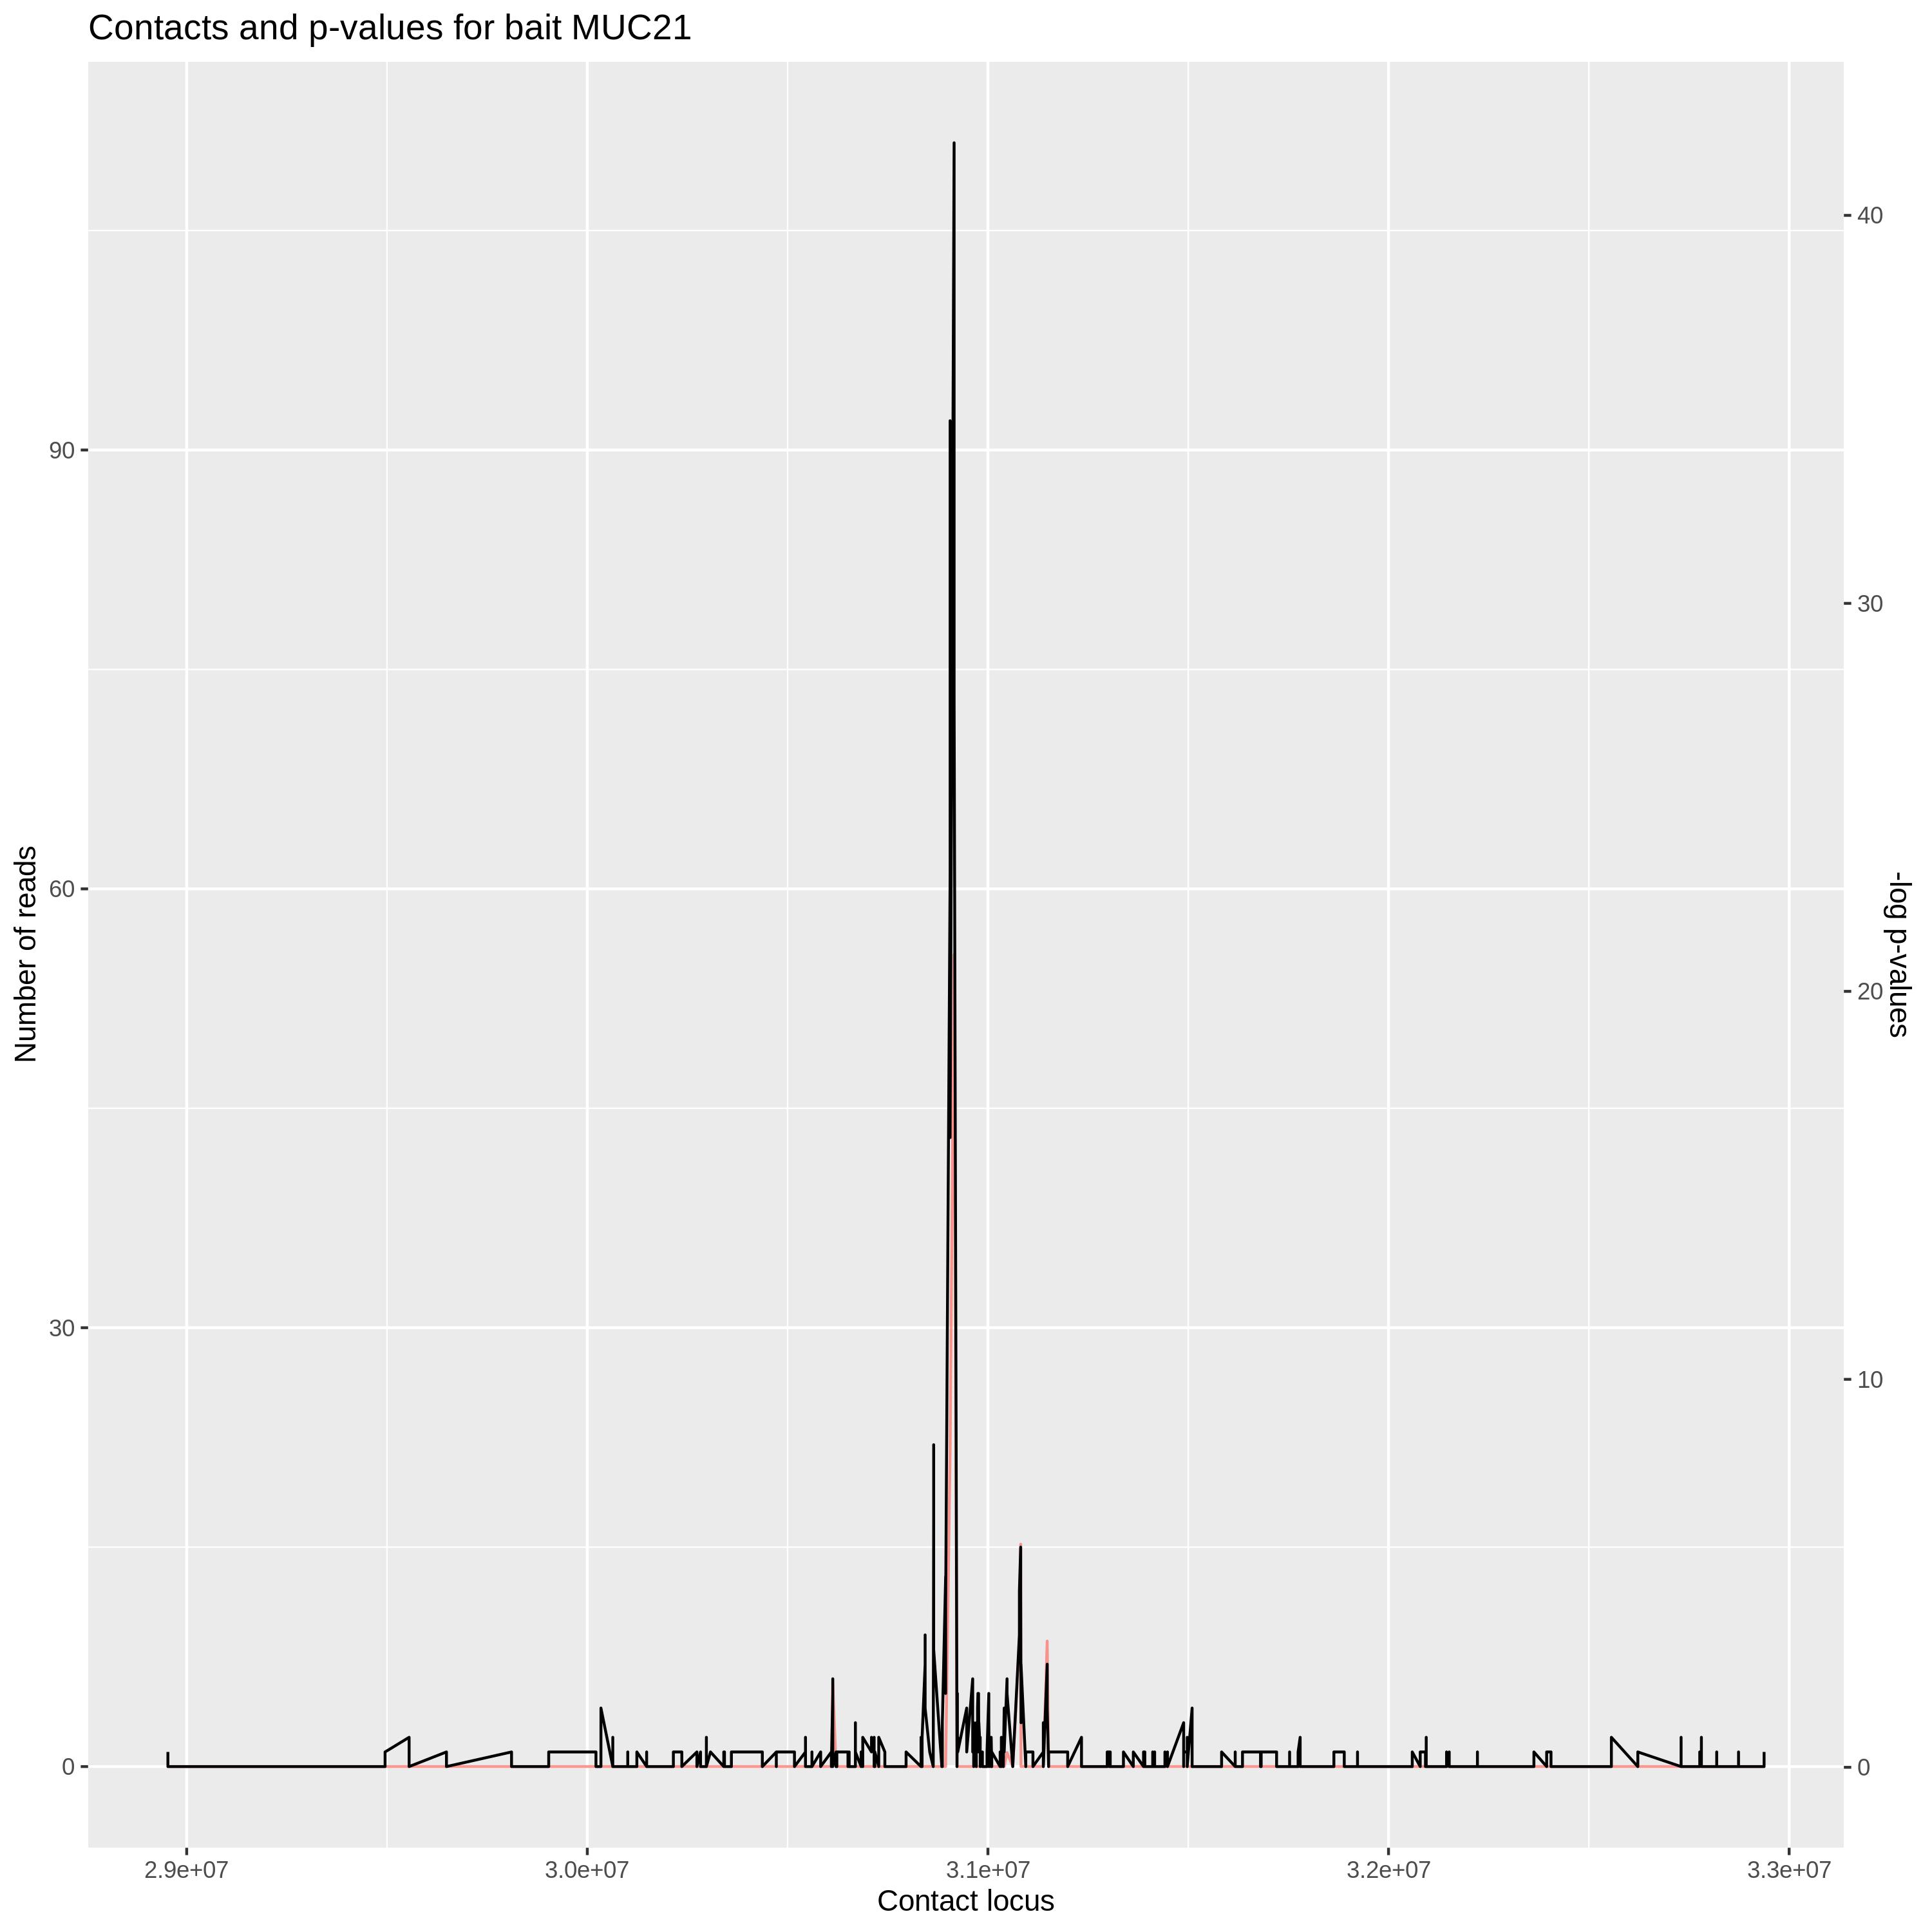 Contacts and p-values for bait MUC21
90
60
30
0
Number of reads
40
30
20
10
0
-log p-values
2.9e+07
3.0e+07
3.1e+07
3.2e+07
3.3e+07
Contact locus